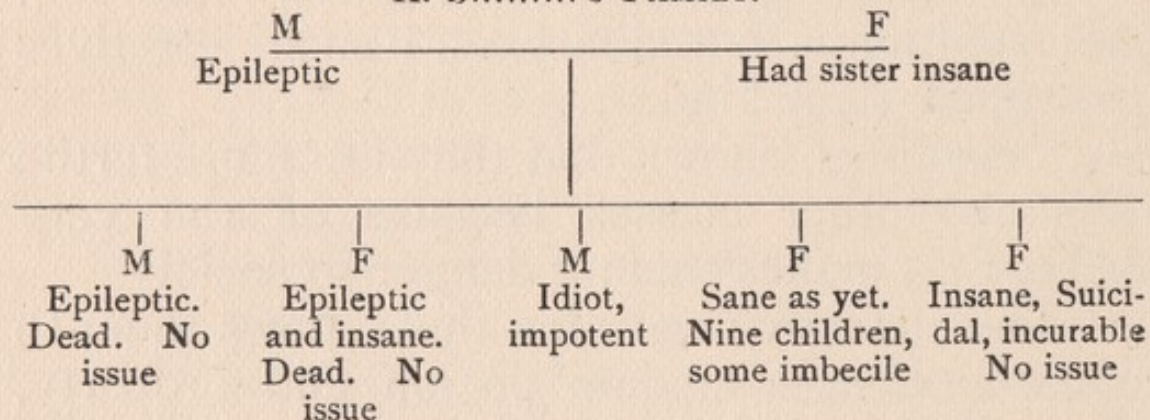 M F
Epileptic Had sister insane
M F M F F
Epileptic. Epileptic Idiot, Sane as yet. Insane, Suici-
Dead. No and insane. impotent Nine children, dal, incurable
issue Dead. No some imbecile No issue
issue